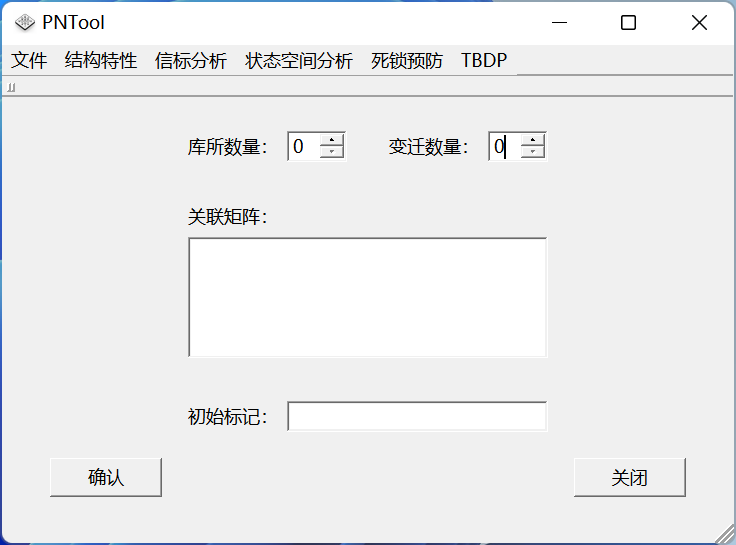 PNTool
文件 结构特性 信标分析 状态空间分析 死锁预防 TBDP
库所数量： 0 变迁数量： 0
关联矩阵：
初始标记：
确认 关闭